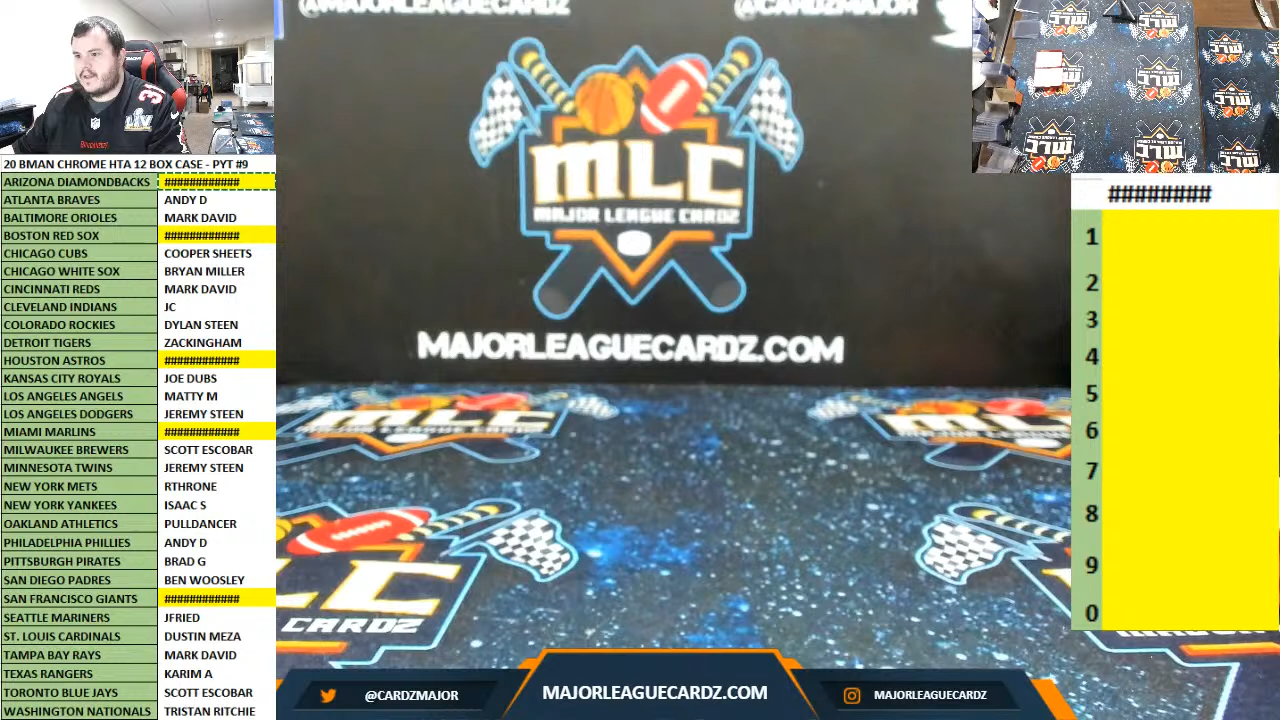 @MAJORLEAGUECARDZ
@CARDZMAJOR
MLC
MAJOR LEAGUE CARDZ
MAJORLEAGUECARDZ.COM
20 BMAN CHROME HTA 12 BOX CASE - PYT #9
ARIZONA DIAMONDBACKS ############
ATLANTA BRAVES ANDY D
BALTIMORE ORIOLES MARK DAVID
BOSTON RED SOX ############
CHICAGO CUBS COOPER SHEETS
CHICAGO WHITE SOX BRYAN MILLER
CINCINNATI REDS MARK DAVID
CLEVELAND INDIANS JC
COLORADO ROCKIES DYLAN STEEN
DETROIT TIGERS ZACKINGHAM
HOUSTON ASTROS ############
KANSAS CITY ROYALS JOE DUBS
LOS ANGELES ANGELS MATTY M
LOS ANGELES DODGERS JEREMY STEEN
MIAMI MARLINS ############
MILWAUKEE BREWERS SCOTT ESCOBAR
MINNESOTA TWINS JEREMY STEEN
NEW YORK METS RTHRONE
NEW YORK YANKEES ISAAC S
OAKLAND ATHLETICS PULLDANCER
PHILADELPHIA PHILLIES ANDY D
PITTSBURGH PIRATES BRAD G
SAN DIEGO PADRES BEN WOOSLEY
SAN FRANCISCO GIANTS ############
SEATTLE MARINERS JFRIED
ST. LOUIS CARDINALS DUSTIN MEZA
TAMPA BAY RAYS MARK DAVID
TEXAS RANGERS KARIM A
TORONTO BLUE JAYS SCOTT ESCOBAR
WASHINGTON NATIONALS TRISTAN RITCHIE
########
1
2
3
4
5
6
7
8
9
0
MLC
MLC
LC
CARDZ
@CARDZMAJOR
MAJORLEAGUECARDZ.COM
MAJORLEAGUECARDZ